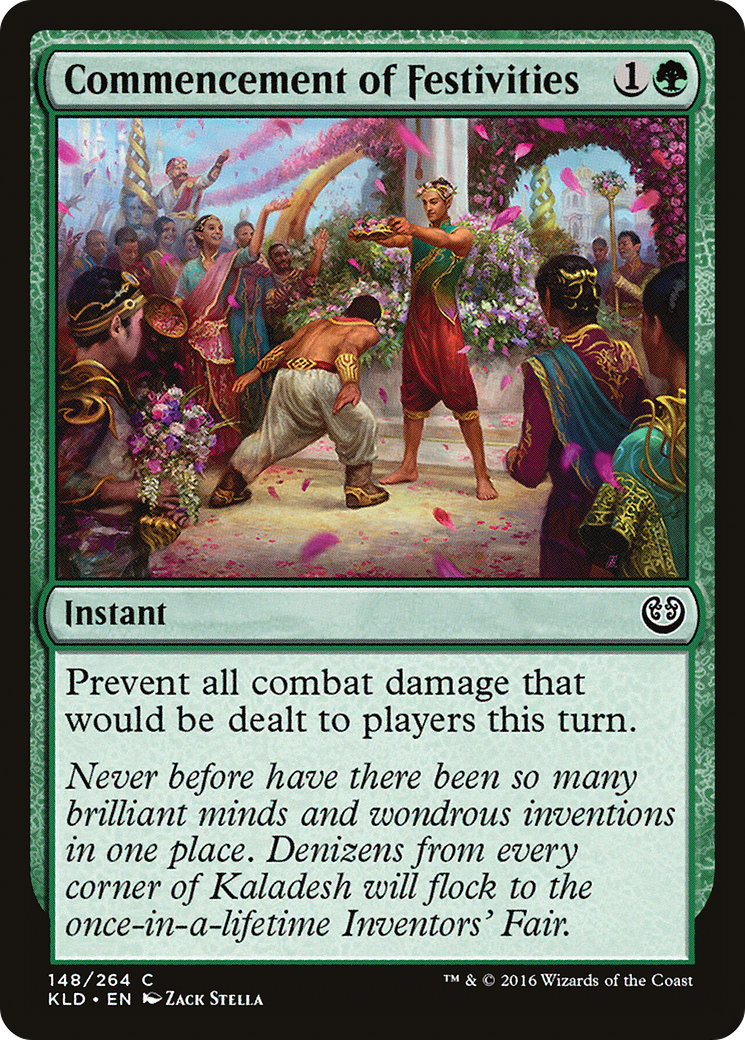 Commencement of Festivities 1
Instant
Prevent all combat damage that
would be dealt to players this turn.
Never before have there been so many
brilliant minds and wondrous inventions
in one place. Denizens from every
corner of Kaladesh will flock to the
once-in-a-lifetime Inventors' Fair.
148/264 C
KLD • EN Zack Stella
™ & © 2016 Wizards of the Coast